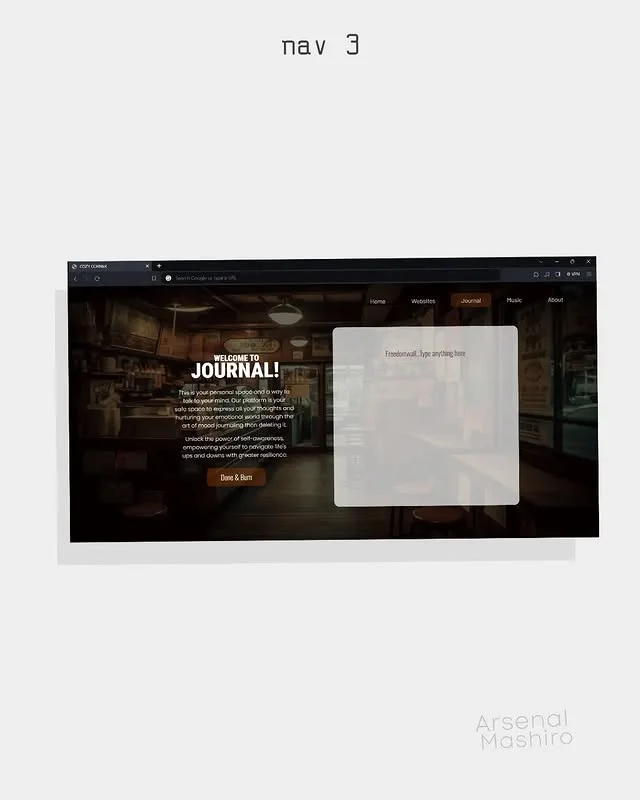 nav 3
COZY CORNER
Search Google or type a URL
VPN
Home Websites Journal Music About
WELCOME TO
JOURNAL!
This is your personal space and a way to
talk to your mind. Our platform is your
safe space to express all your thoughts and
nurturing your emotional world through the
art of mood journaling then deleting it.
Unlock the power of self-awareness,
empowering yourself to navigate life's
ups and downs with greater resilience.
Done & Burn
Freedomwall...Type anything here
Arsenal
Mashiro